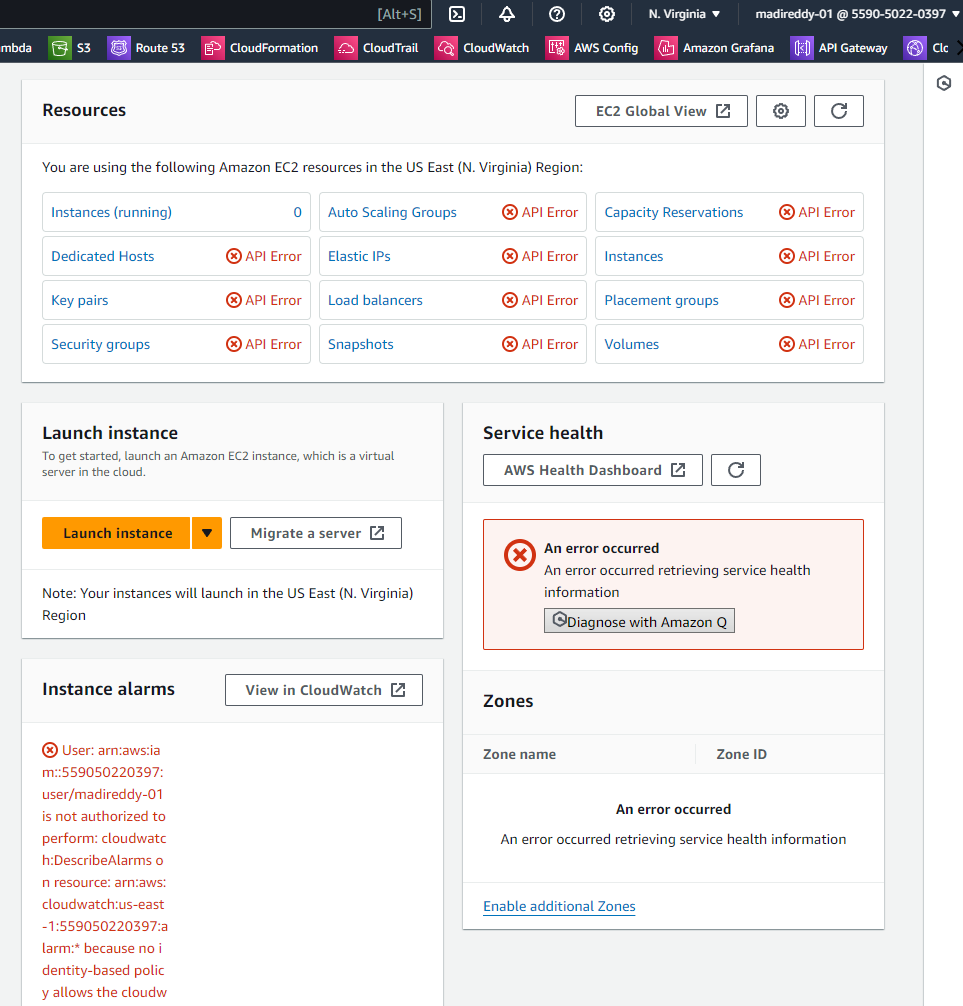 [Alt+S] N. Virginia madireddy-01 @ 5590-5022-0397
mbda S3 Route 53 CloudFormation CloudTrail CloudWatch AWS Config Amazon Grafana API Gateway Clo
Resources EC2 Global View
You are using the following Amazon EC2 resources in the US East (N. Virginia) Region:
Instances (running) 0 Auto Scaling Groups API Error Capacity Reservations API Error
Dedicated Hosts API Error Elastic IPs API Error Instances API Error
Key pairs API Error Load balancers API Error Placement groups API Error
Security groups API Error Snapshots API Error Volumes API Error
Launch instance
To get started, launch an Amazon EC2 instance, which is a virtual
server in the cloud.
Launch instance Migrate a server
Note: Your instances will launch in the US East (N. Virginia)
Region
Instance alarms View in CloudWatch
User: arn:aws:ia
m::559050220397:
user/madireddy-01
is not authorized to
perform: cloudwatc
h:DescribeAlarms o
n resource: arn:aws:
cloudwatch:us-east
-1:559050220397:a
larm:* because no i
dentity-based polic
y allows the cloudw
Service health
AWS Health Dashboard
An error occurred
An error occurred retrieving service health
information
Diagnose with Amazon Q
Zones
Zone name Zone ID
An error occurred
An error occurred retrieving service health information
Enable additional Zones